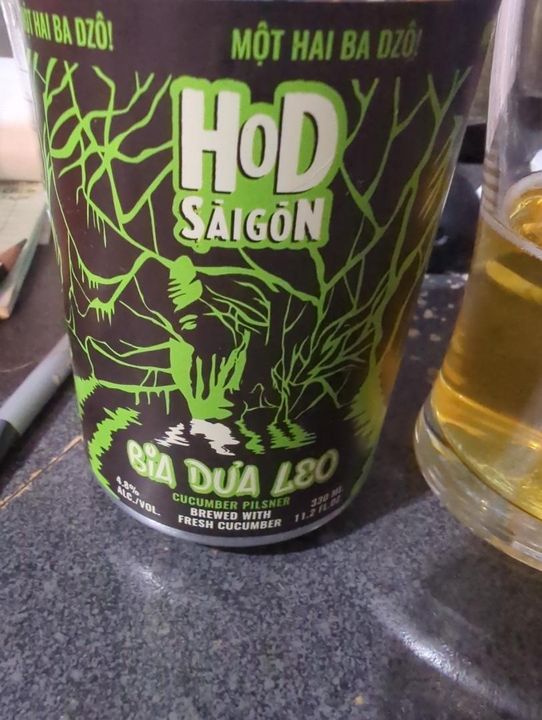 HAI BA DZÔ!
MỘT HAI BA DZÔ!
HOD
SÀIGÒN
BIA DƯA LEO
4.8%
ALC./VOL.
CUCUMBER PILSNER
BREWED WITH
FRESH CUCUMBER
330 ML
11.2 FL.OZ.